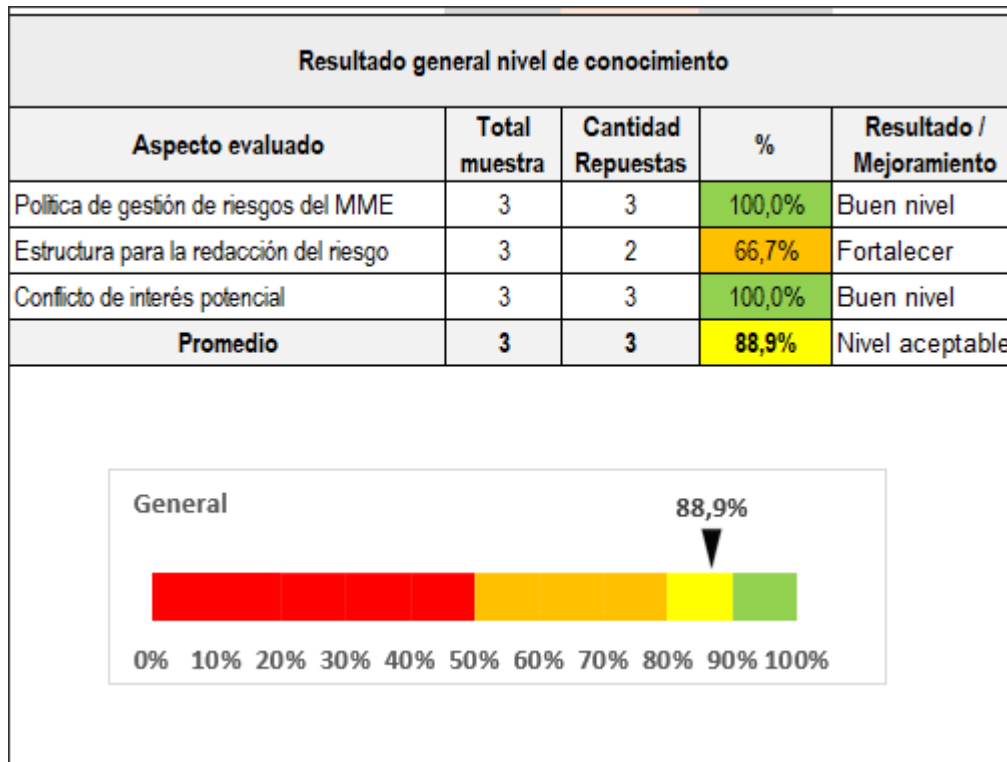 Resultado general nivel de conocimiento
Aspecto evaluado Total muestra Cantidad Repuestas % Resultado / Mejoramiento
Política de gestión de riesgos del MME 3 3 100,0% Buen nivel
Estructura para la redacción del riesgo 3 2 66,7% Fortalecer
Conflicto de interés potencial 3 3 100,0% Buen nivel
Promedio 3 3 88,9% Nivel aceptable
General
88,9%
0% 10% 20% 30% 40% 50% 60% 70% 80% 90% 100%